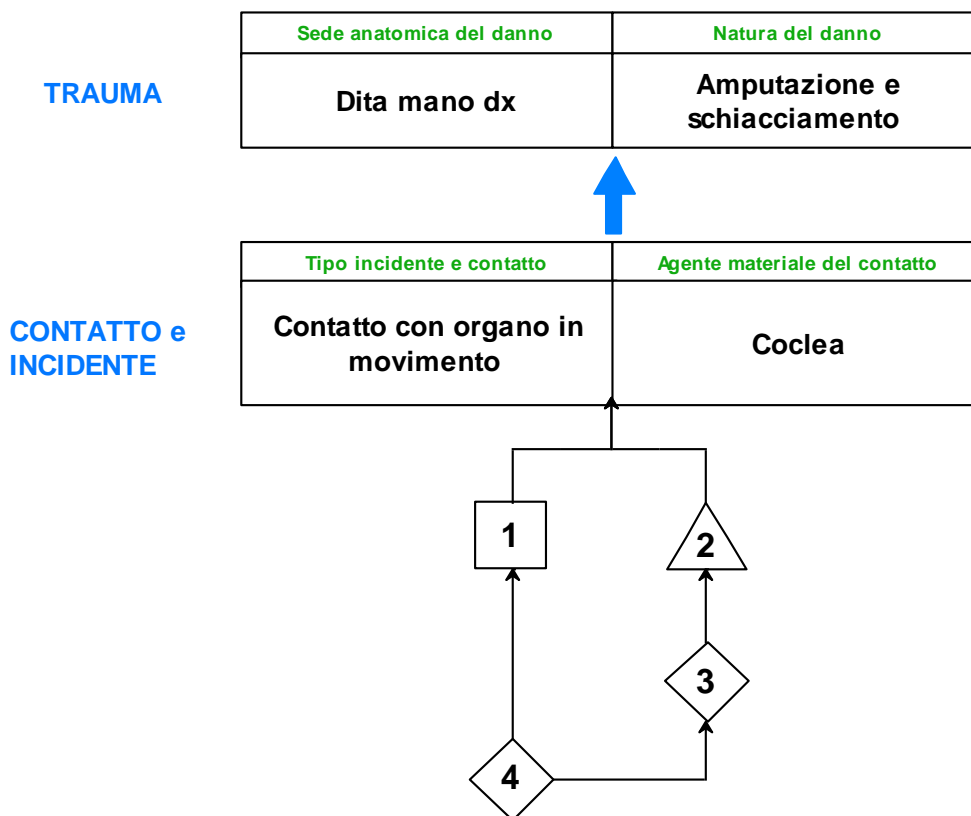 Sede anatomica del danno
Natura del danno
TRAUMA
Dita mano dx
Amputazione e
schiacciamento
Tipo incidente e contatto
Agente materiale del contatto
CONTATTO e
INCIDENTE
Contatto con organo in
movimento
Coclea
1
2
3
4